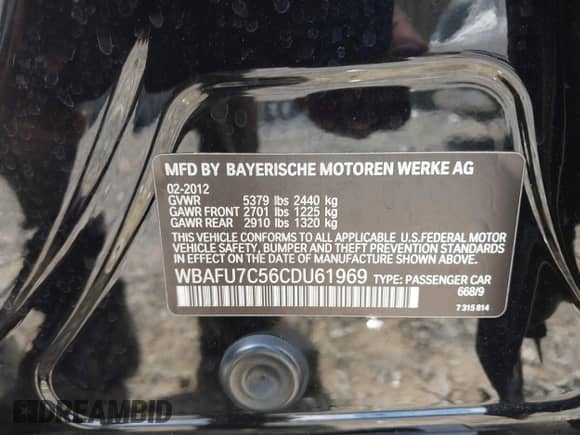 MFD BY BAYERISCHE MOTOREN WERKE AG
02-2012
GVWR 5379 lbs 2440 kg
GAWR FRONT 2701 lbs 1225 kg
GAWR REAR 2910 lbs 1320 kg
THIS VEHICLE CONFORMS TO ALL APPLICABLE U.S.FEDERAL MOTOR
VEHICLE SAFETY, BUMPER AND THEFT PREVENTION STANDARDS
IN EFFECT ON THE DATE OF MANUFACTURE SHOWN ABOVE.
WBAFU7C56CDU61969 TYPE: PASSENGER CAR
668/9
7 315 814
DREAMBID